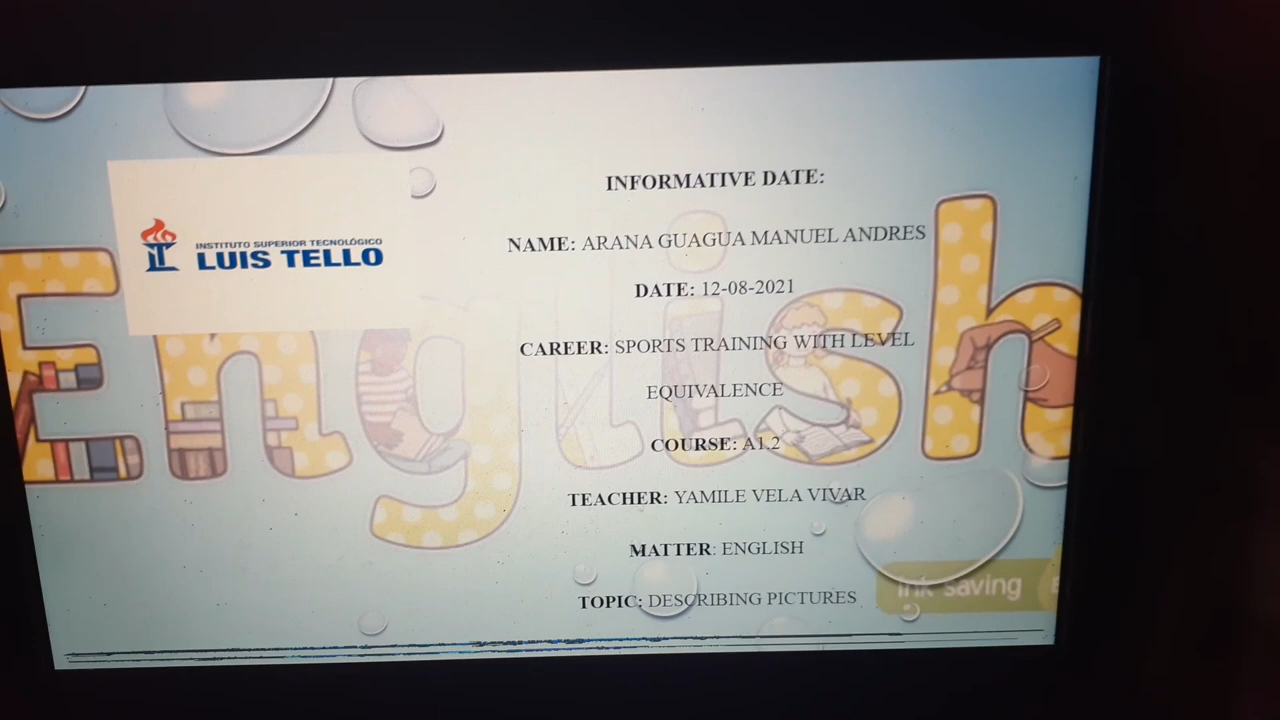 INSTITUTO SUPERIOR TECNOLÓGICO
LUIS TELLO
English
INFORMATIVE DATE:
NAME: ARANA GUAGUA MANUEL ANDRES
DATE: 12-08-2021
CAREER: SPORTS TRAINING WITH LEVEL
EQUIVALENCE
COURSE: A1.2
TEACHER: YAMILE VELA VIVAR
MATTER: ENGLISH
TOPIC: DESCRIBING PICTURES
ink saving